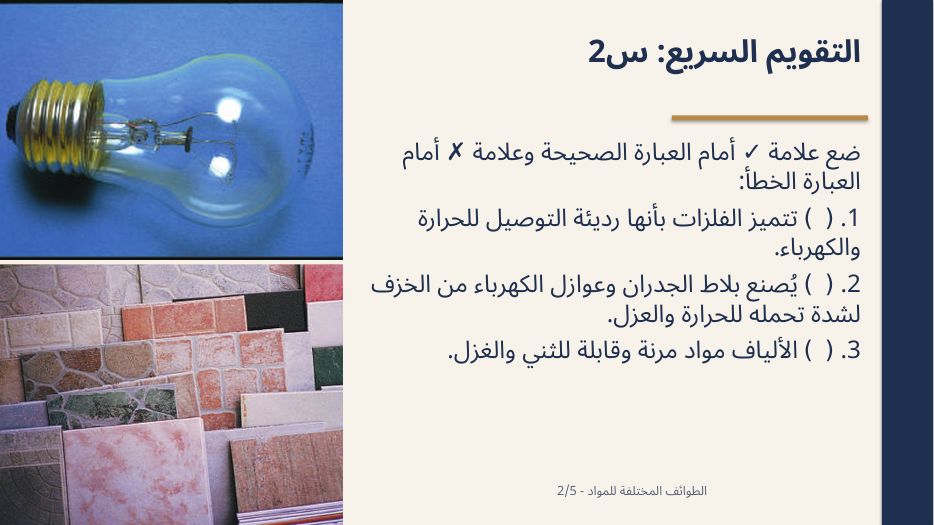 التقويم السريع: س2
ضع علامة ✓ أمام العبارة الصحيحة وعلامة ✗ أمام
العبارة الخطأ:
1. (  ) تتميز الفلزات بأنها رديئة التوصيل للحرارة
والكهرباء.
2. (  ) يُصنع بلاط الجدران وعوازل الكهرباء من الخزف
لشدة تحمله للحرارة والعزل.
3. (  ) الألياف مواد مرنة وقابلة للثني والغزل.
الطوائف المختلفة للمواد - 2/5